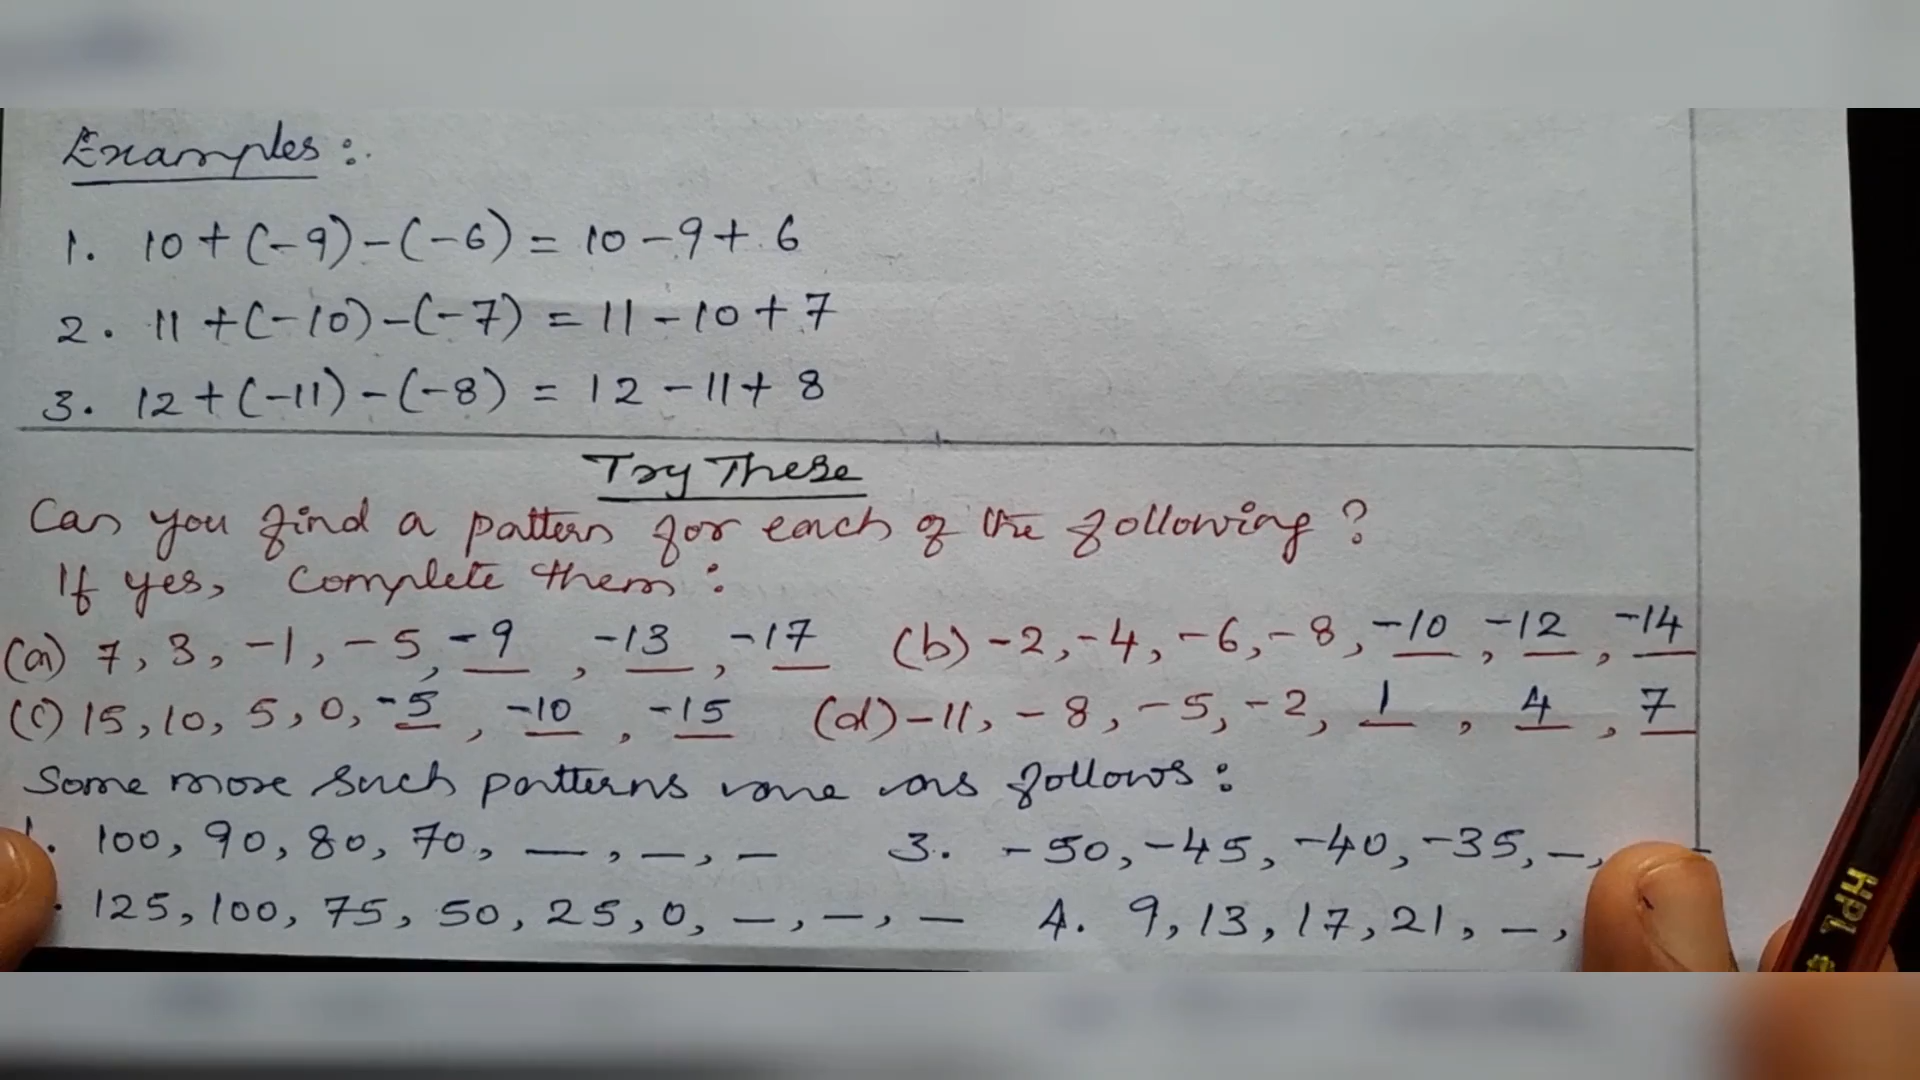 Examples :.
1. 10+(-9)-(-6) = 10-9+6
2. 11+(-10)-(-7) = 11-10+7
3. 12+(-11)-(-8) = 12-11+8
Try These
Can you find a pattern for each of the following ?
If yes, Complete them :
(a) 7, 3, -1, -5, -9, -13, -17 (b) -2, -4, -6, -8, -10, -12, -14
(c) 15, 10, 5, 0, -5, -10, -15 (d) -11, -8, -5, -2, 1, 4, 7
Some more such patterns are as follows :
1. 100, 90, 80, 70, _, _, _ 3. -50, -45, -40, -35, _,
. 125, 100, 75, 50, 25, 0, _, _, _ 4. 9, 13, 17, 21, _,
HPL